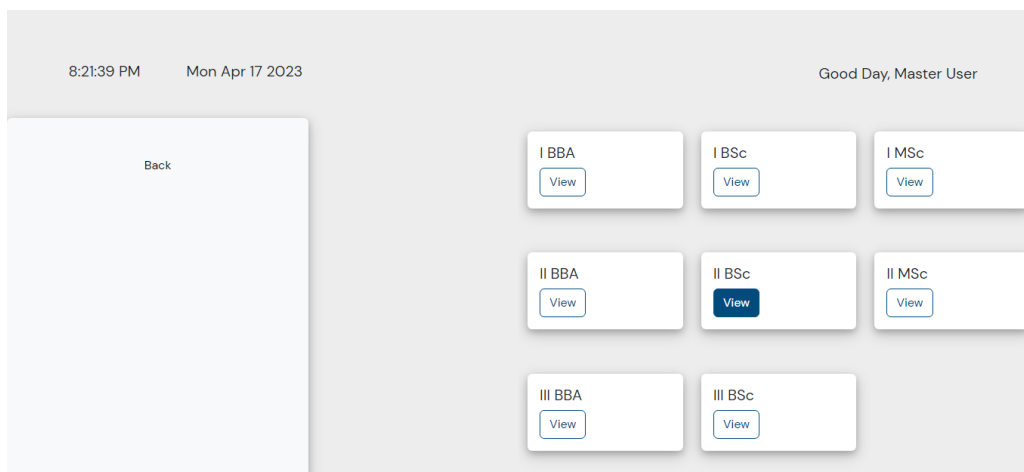 8:21:39 PM Mon Apr 17 2023
Good Day, Master User
Back
I BBA
View
I BSc
View
I MSc
View
II BBA
View
II BSc
View
II MSc
View
III BBA
View
III BSc
View